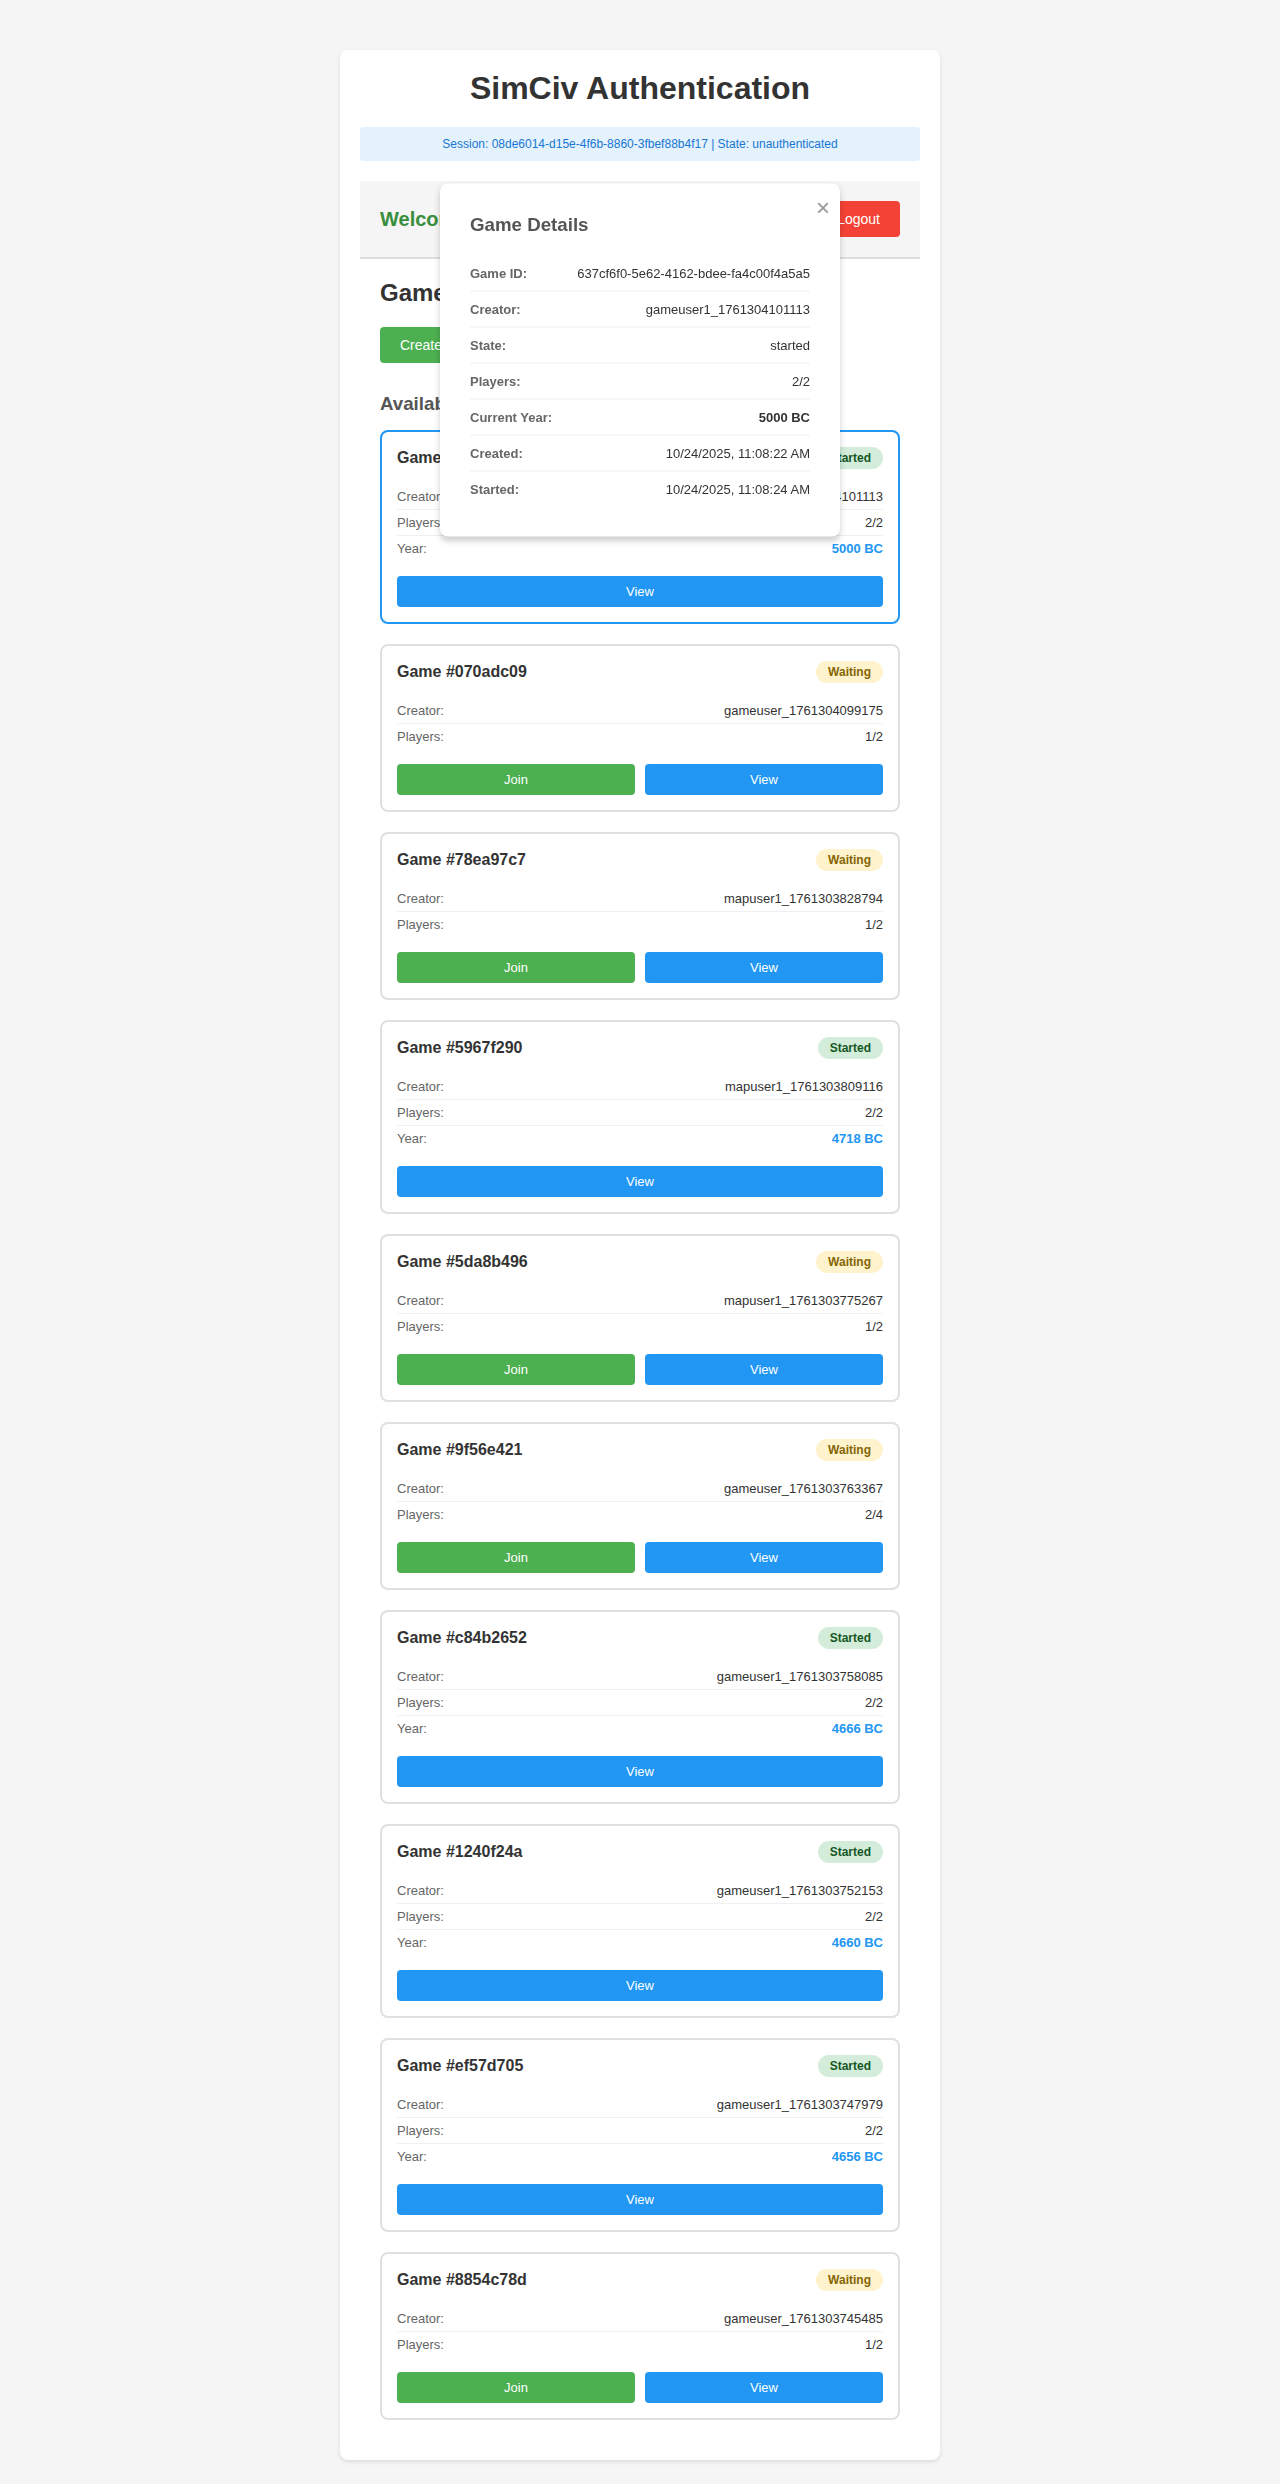 SimCiv Authentication
Session: 08de6014-d15e-4f6b-8860-3fbef88b4f17 | State: unauthenticated
Logout
×
Game Details
Game ID: 637cf6f0-5e62-4162-bdee-fa4c00f4a5a5
Creator: gameuser1_1761304101113
State: started
Players: 2/2
Current Year: 5000 BC
Created: 10/24/2025, 11:08:22 AM
Started: 10/24/2025, 11:08:24 AM
Game
Create
Game
2/2
Year: 5000 BC
View
Game #070adc09 Waiting
Creator: gameuser_1761304099175
Players: 1/2
Join View
Game #78ea97c7 Waiting
Creator: mapuser1_1761303828794
Players: 1/2
Join View
Game #5967f290 Started
Creator: mapuser1_1761303809116
Players: 2/2
Year: 4718 BC
View
Game #5da8b496 Waiting
Creator: mapuser1_1761303775267
Players: 1/2
Join View
Game #9f56e421 Waiting
Creator: gameuser_1761303763367
Players: 2/4
Join View
Game #c84b2652 Started
Creator: gameuser1_1761303758085
Players: 2/2
Year: 4666 BC
View
Game #1240f24a Started
Creator: gameuser1_1761303752153
Players: 2/2
Year: 4660 BC
View
Game #ef57d705 Started
Creator: gameuser1_1761303747979
Players: 2/2
Year: 4656 BC
View
Game #8854c78d Waiting
Creator: gameuser_1761303745485
Players: 1/2
Join View